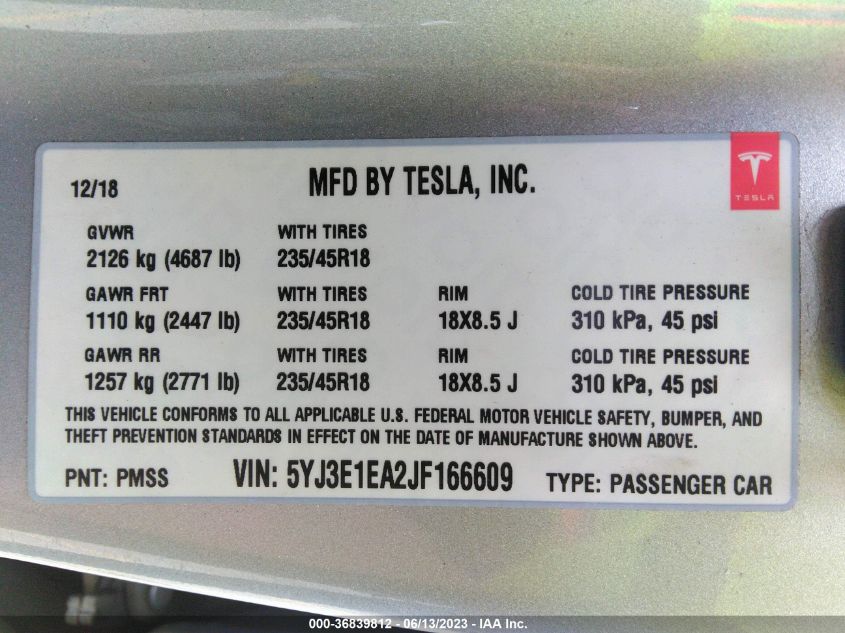 12/18 MFD BY TESLA, INC.
TESLA
GVWR WITH TIRES
2126 kg (4687 lb) 235/45R18
GAWR FRT WITH TIRES RIM COLD TIRE PRESSURE
1110 kg (2447 lb) 235/45R18 18X8.5 J 310 kPa, 45 psi
GAWR RR WITH TIRES RIM COLD TIRE PRESSURE
1257 kg (2771 lb) 235/45R18 18X8.5 J 310 kPa, 45 psi
THIS VEHICLE CONFORMS TO ALL APPLICABLE U.S. FEDERAL MOTOR VEHICLE SAFETY, BUMPER, AND
THEFT PREVENTION STANDARDS IN EFFECT ON THE DATE OF MANUFACTURE SHOWN ABOVE.
PNT: PMSS VIN: 5YJ3E1EA2JF166609 TYPE: PASSENGER CAR
000-36839812 - 06/13/2023 - IAA Inc.